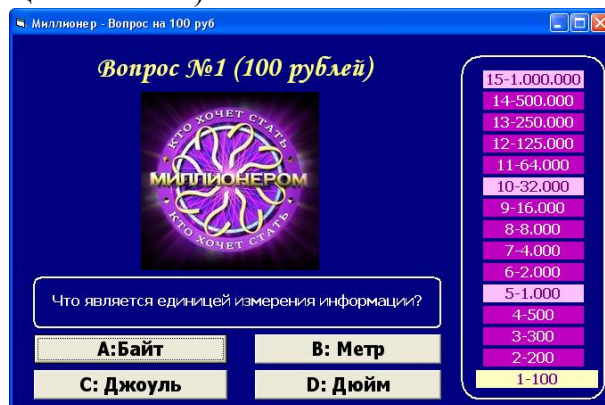 Миллионер - Вопрос на 100 руб
Вопрос №1 (100 рублей)
КТО ХОЧЕТ СТАТЬ
МИЛЛИОНЕРОМ
КТО ХОЧЕТ СТАТЬ
Что является единицей измерения информации?
A:Байт
B: Метр
C: Джоуль
D: Дюйм
15-1.000.000
14-500.000
13-250.000
12-125.000
11-64.000
10-32.000
9-16.000
8-8.000
7-4.000
6-2.000
5-1.000
4-500
3-300
2-200
1-100